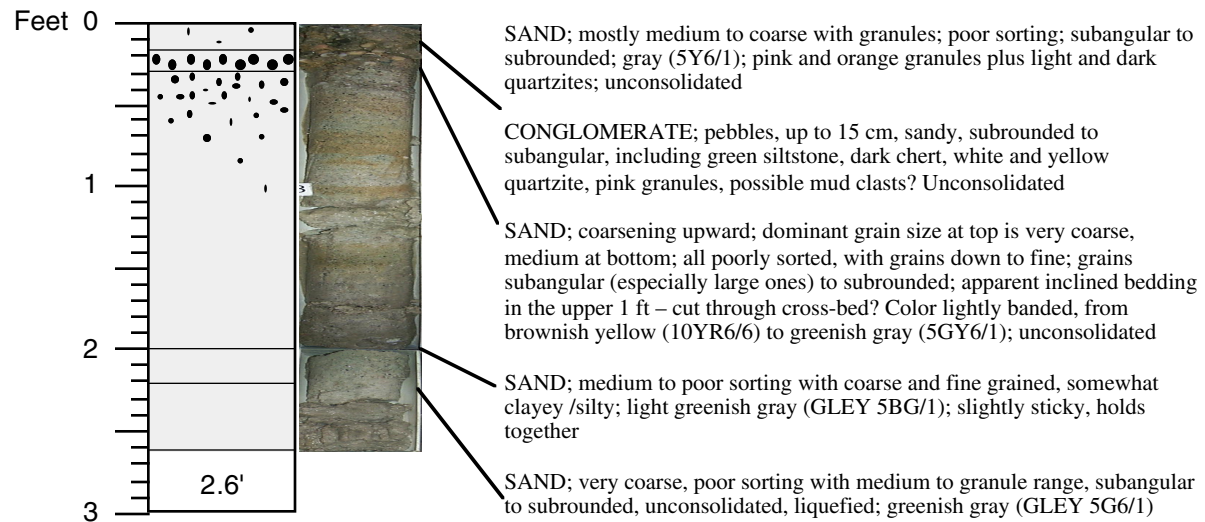 Feet 0
SAND; mostly medium to coarse with granules; poor sorting; subangular to
subrounded; gray (5Y6/1); pink and orange granules plus light and dark
quartzites; unconsolidated
CONGLOMERATE; pebbles, up to 15 cm, sandy, subrounded to
subangular, including green siltstone, dark chert, white and yellow
quartzite, pink granules, possible mud clasts? Unconsolidated
1
SAND; coarsening upward; dominant grain size at top is very coarse,
medium at bottom; all poorly sorted, with grains down to fine; grains
subangular (especially large ones) to subrounded; apparent inclined bedding
in the upper 1 ft – cut through cross-bed? Color lightly banded, from
brownish yellow (10YR6/6) to greenish gray (5GY6/1); unconsolidated
2
SAND; medium to poor sorting with coarse and fine grained, somewhat
clayey /silty; light greenish gray (GLEY 5BG/1); slightly sticky, holds
together
SAND; very coarse, poor sorting with medium to granule range, subangular
to subrounded, unconsolidated, liquefied; greenish gray (GLEY 5G6/1)
2.6'
3